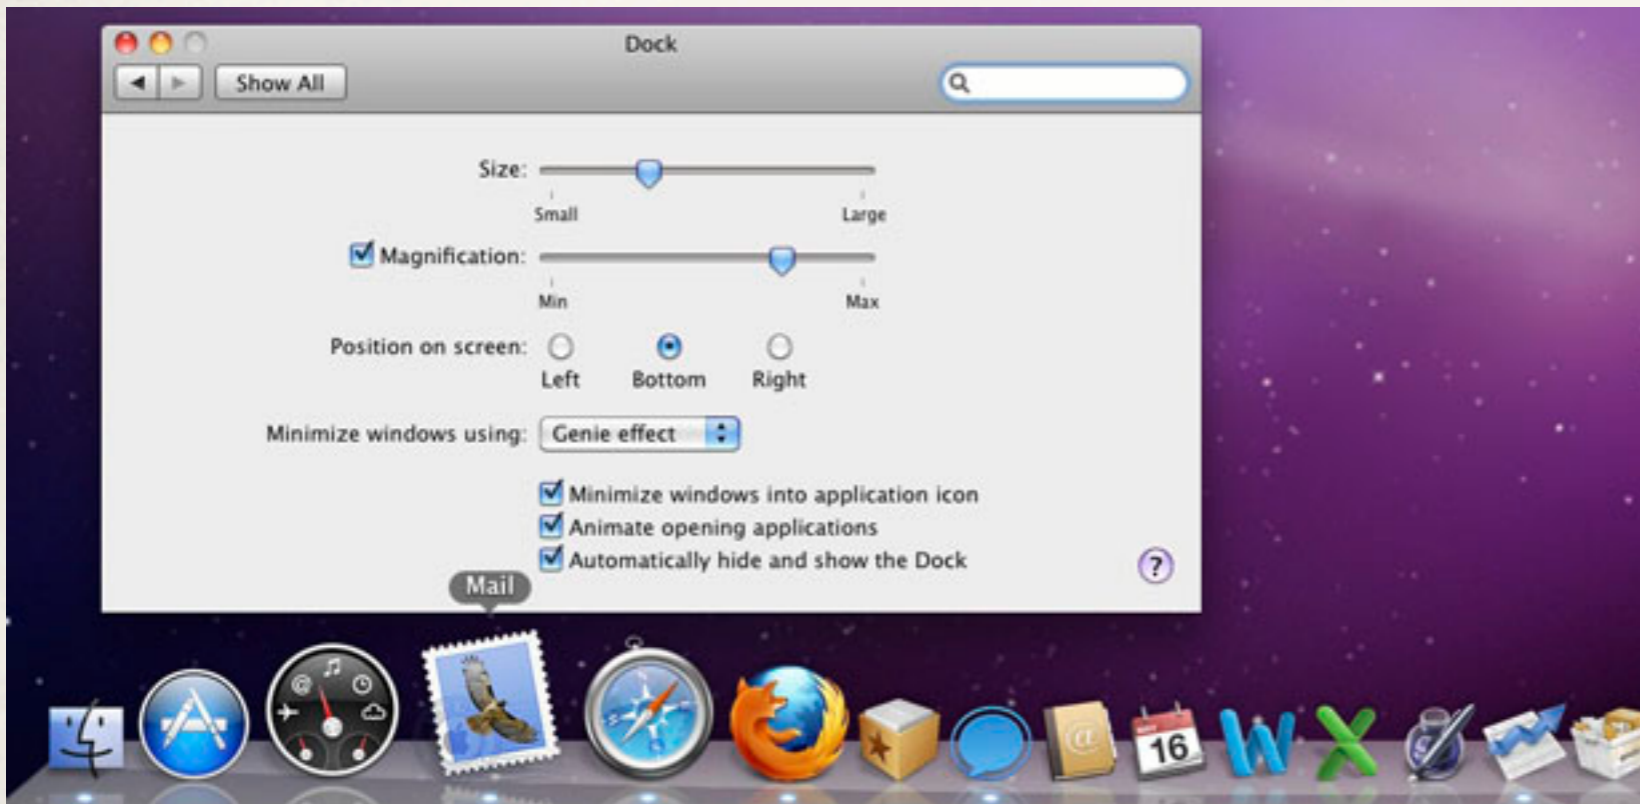 Dock
Show All
Size:
Small Large
Magnification:
Min Max
Position on screen:
Left Bottom Right
Minimize windows using: Genie effect
Minimize windows into application icon
Animate opening applications
Automatically hide and show the Dock
?
Mail
@
@
16
W X